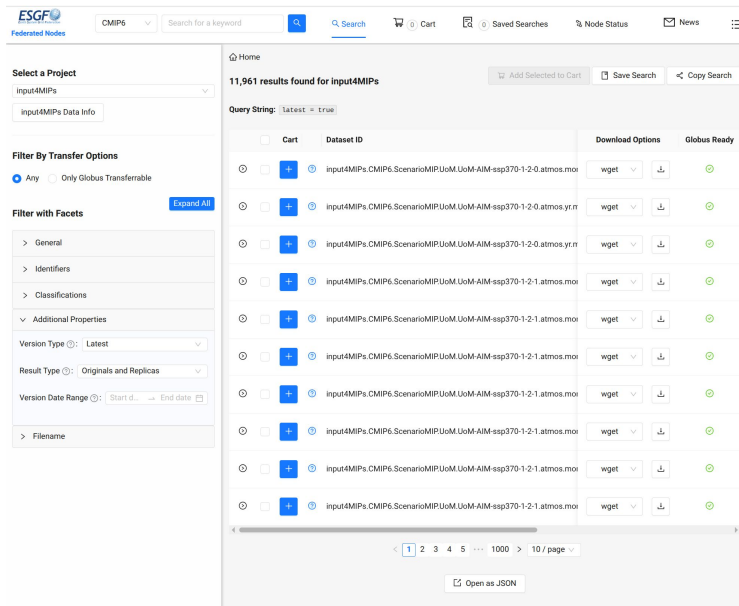 ESGF
Federated Nodes
CMIP6
Search for a keyword
Search
0 Cart
0 Saved Searches
Node Status
News
Select a Project
input4MIPs
input4MIPs Data Info
Filter By Transfer Options
Any
Only Globus Transferrable
Expand All
Filter with Facets
General
Identifiers
Classifications
Additional Properties
Version Type ? : Latest
Result Type ? : Originals and Replicas
Version Date Range ? : Start d... → End date
Filename
Home
11,961 results found for input4MIPs
Add Selected to Cart
Save Search
Copy Search
Query String: latest = true
Cart Dataset ID Download Options Globus Ready
+ ? input4MIPs.CMIP6.ScenarioMIP.UoM.UoM-AIM-ssp370-1-2-0.atmos.mon wget
+ ? input4MIPs.CMIP6.ScenarioMIP.UoM.UoM-AIM-ssp370-1-2-0.atmos.yr.m wget
+ ? input4MIPs.CMIP6.ScenarioMIP.UoM.UoM-AIM-ssp370-1-2-0.atmos.yr.m wget
+ ? input4MIPs.CMIP6.ScenarioMIP.UoM.UoM-AIM-ssp370-1-2-1.atmos.mon wget
+ ? input4MIPs.CMIP6.ScenarioMIP.UoM.UoM-AIM-ssp370-1-2-1.atmos.mon wget
+ ? input4MIPs.CMIP6.ScenarioMIP.UoM.UoM-AIM-ssp370-1-2-1.atmos.mon wget
+ ? input4MIPs.CMIP6.ScenarioMIP.UoM.UoM-AIM-ssp370-1-2-1.atmos.mon wget
+ ? input4MIPs.CMIP6.ScenarioMIP.UoM.UoM-AIM-ssp370-1-2-1.atmos.mon wget
+ ? input4MIPs.CMIP6.ScenarioMIP.UoM.UoM-AIM-ssp370-1-2-1.atmos.mon wget
+ ? input4MIPs.CMIP6.ScenarioMIP.UoM.UoM-AIM-ssp370-1-2-1.atmos.mon wget
< 1 2 3 4 5 ··· 1000 > 10 / page
Open as JSON